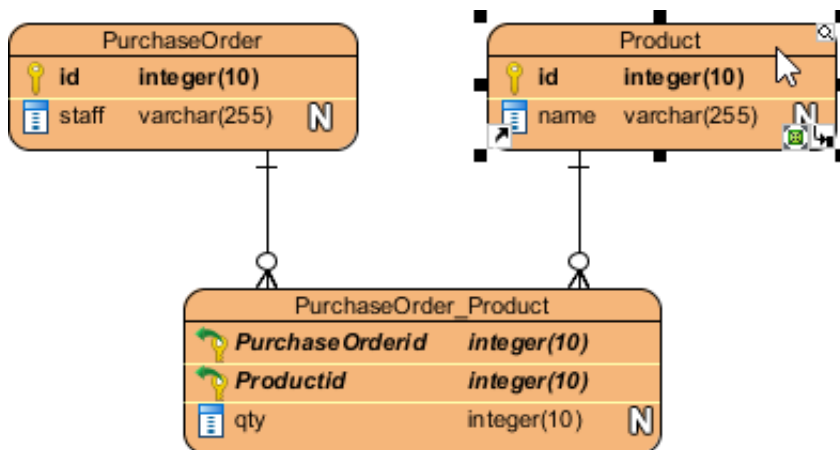 PurchaseOrder
id integer(10)
staff varchar(255) N
Product
id integer(10)
name varchar(255) N
PurchaseOrder_Product
PurchaseOrderid integer(10)
Productid integer(10)
qty integer(10) N